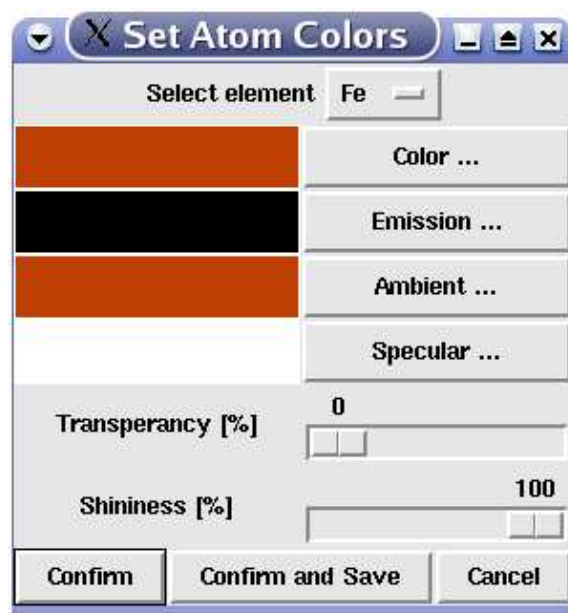 X Set Atom Colors
Select element Fe
Color ...
Emission ...
Ambient ...
Specular ...
Transperancy [%] 0
Shininess [%] 100
Confirm Confirm and Save Cancel